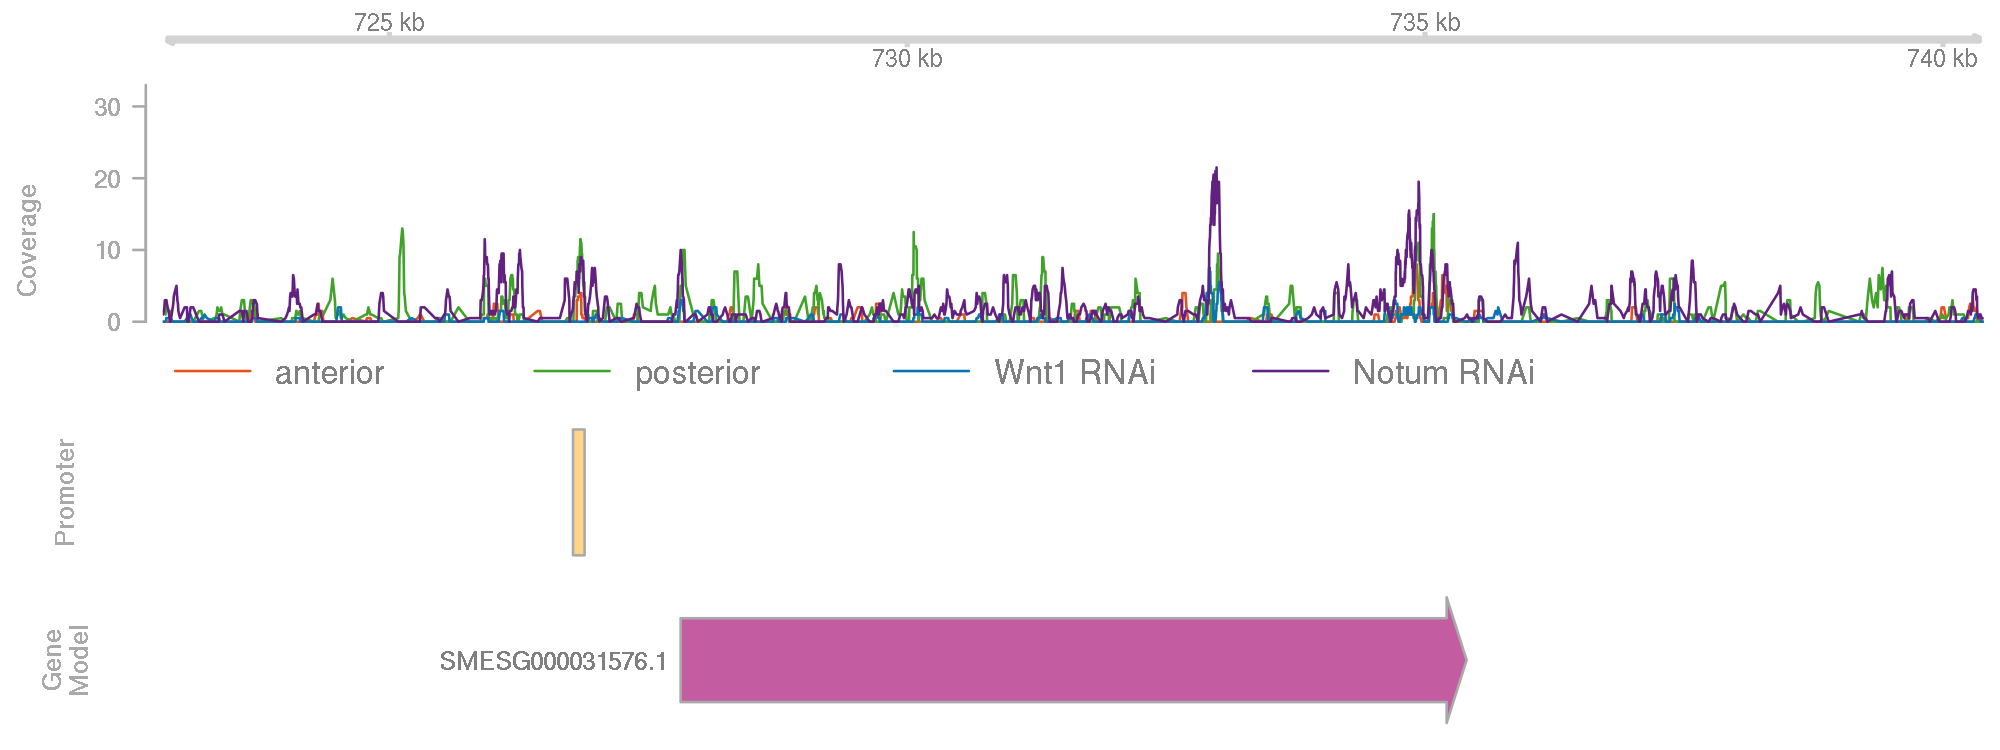 725 kb
735 kb
730 kb
740 kb
Coverage
30
20
10
0
anterior
posterior
Wnt1 RNAi
Notum RNAi
Promoter
Gene
Model
SMESG000031576.1